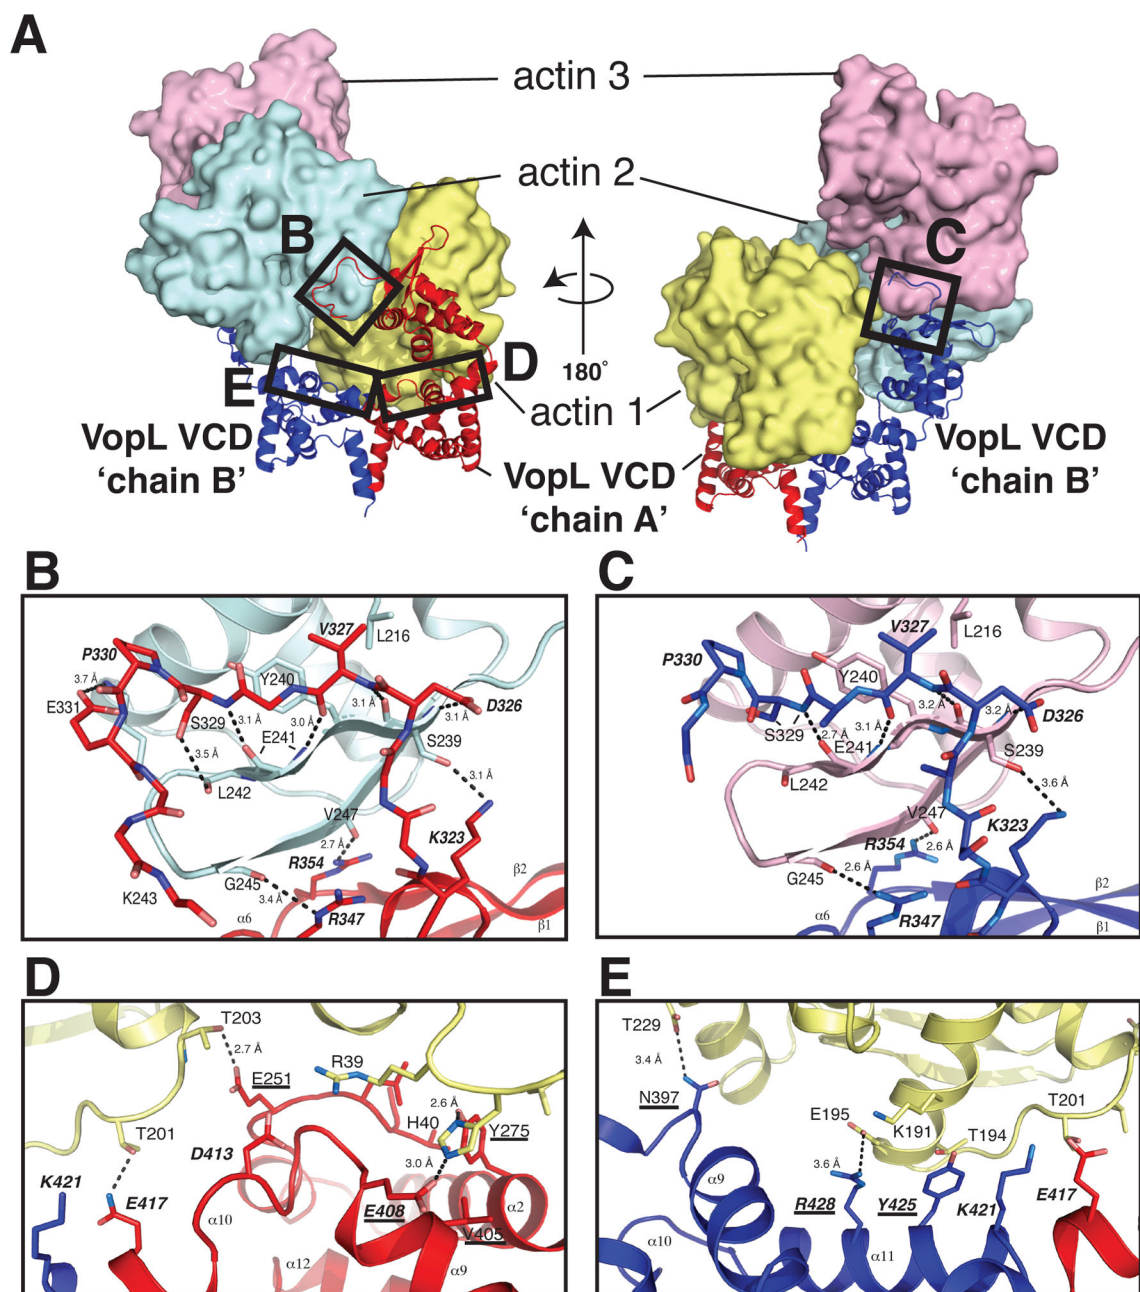 A
actin 3
actin 2
B
C
D
E
180°
actin 1
VopL VCD
‘chain B’
VopL VCD
‘chain A’
VopL VCD
‘chain B’
B
V327
L216
P330
3.7 Å
Y240
E331
S329
3.1 Å
3.0 Å
E241
3.1 Å
3.1 Å
D326
S239
3.5 Å
L242
3.1 Å
V247
K323
2.7 Å
R354
G245
3.4 Å
K243
R347
β2
α6
β1
C
V327
L216
P330
Y240
3.2 Å
3.2 Å
D326
S329
2.7 Å
3.1 Å
E241
S239
L242
3.6 Å
V247
K323
R354
2.6 Å
G245
2.6 Å
β2
α6
R347
β1
D
T203
2.7 Å
R39
E251
2.6 Å
H40
Y275
T201
D413
3.0 Å
K421
E417
E408
α2
α10
V405
α12
α9
E
T229
3.4 Å
N397
E195
K191
T201
T194
3.6 Å
α9
R428
Y425
K421
E417
α10
α11